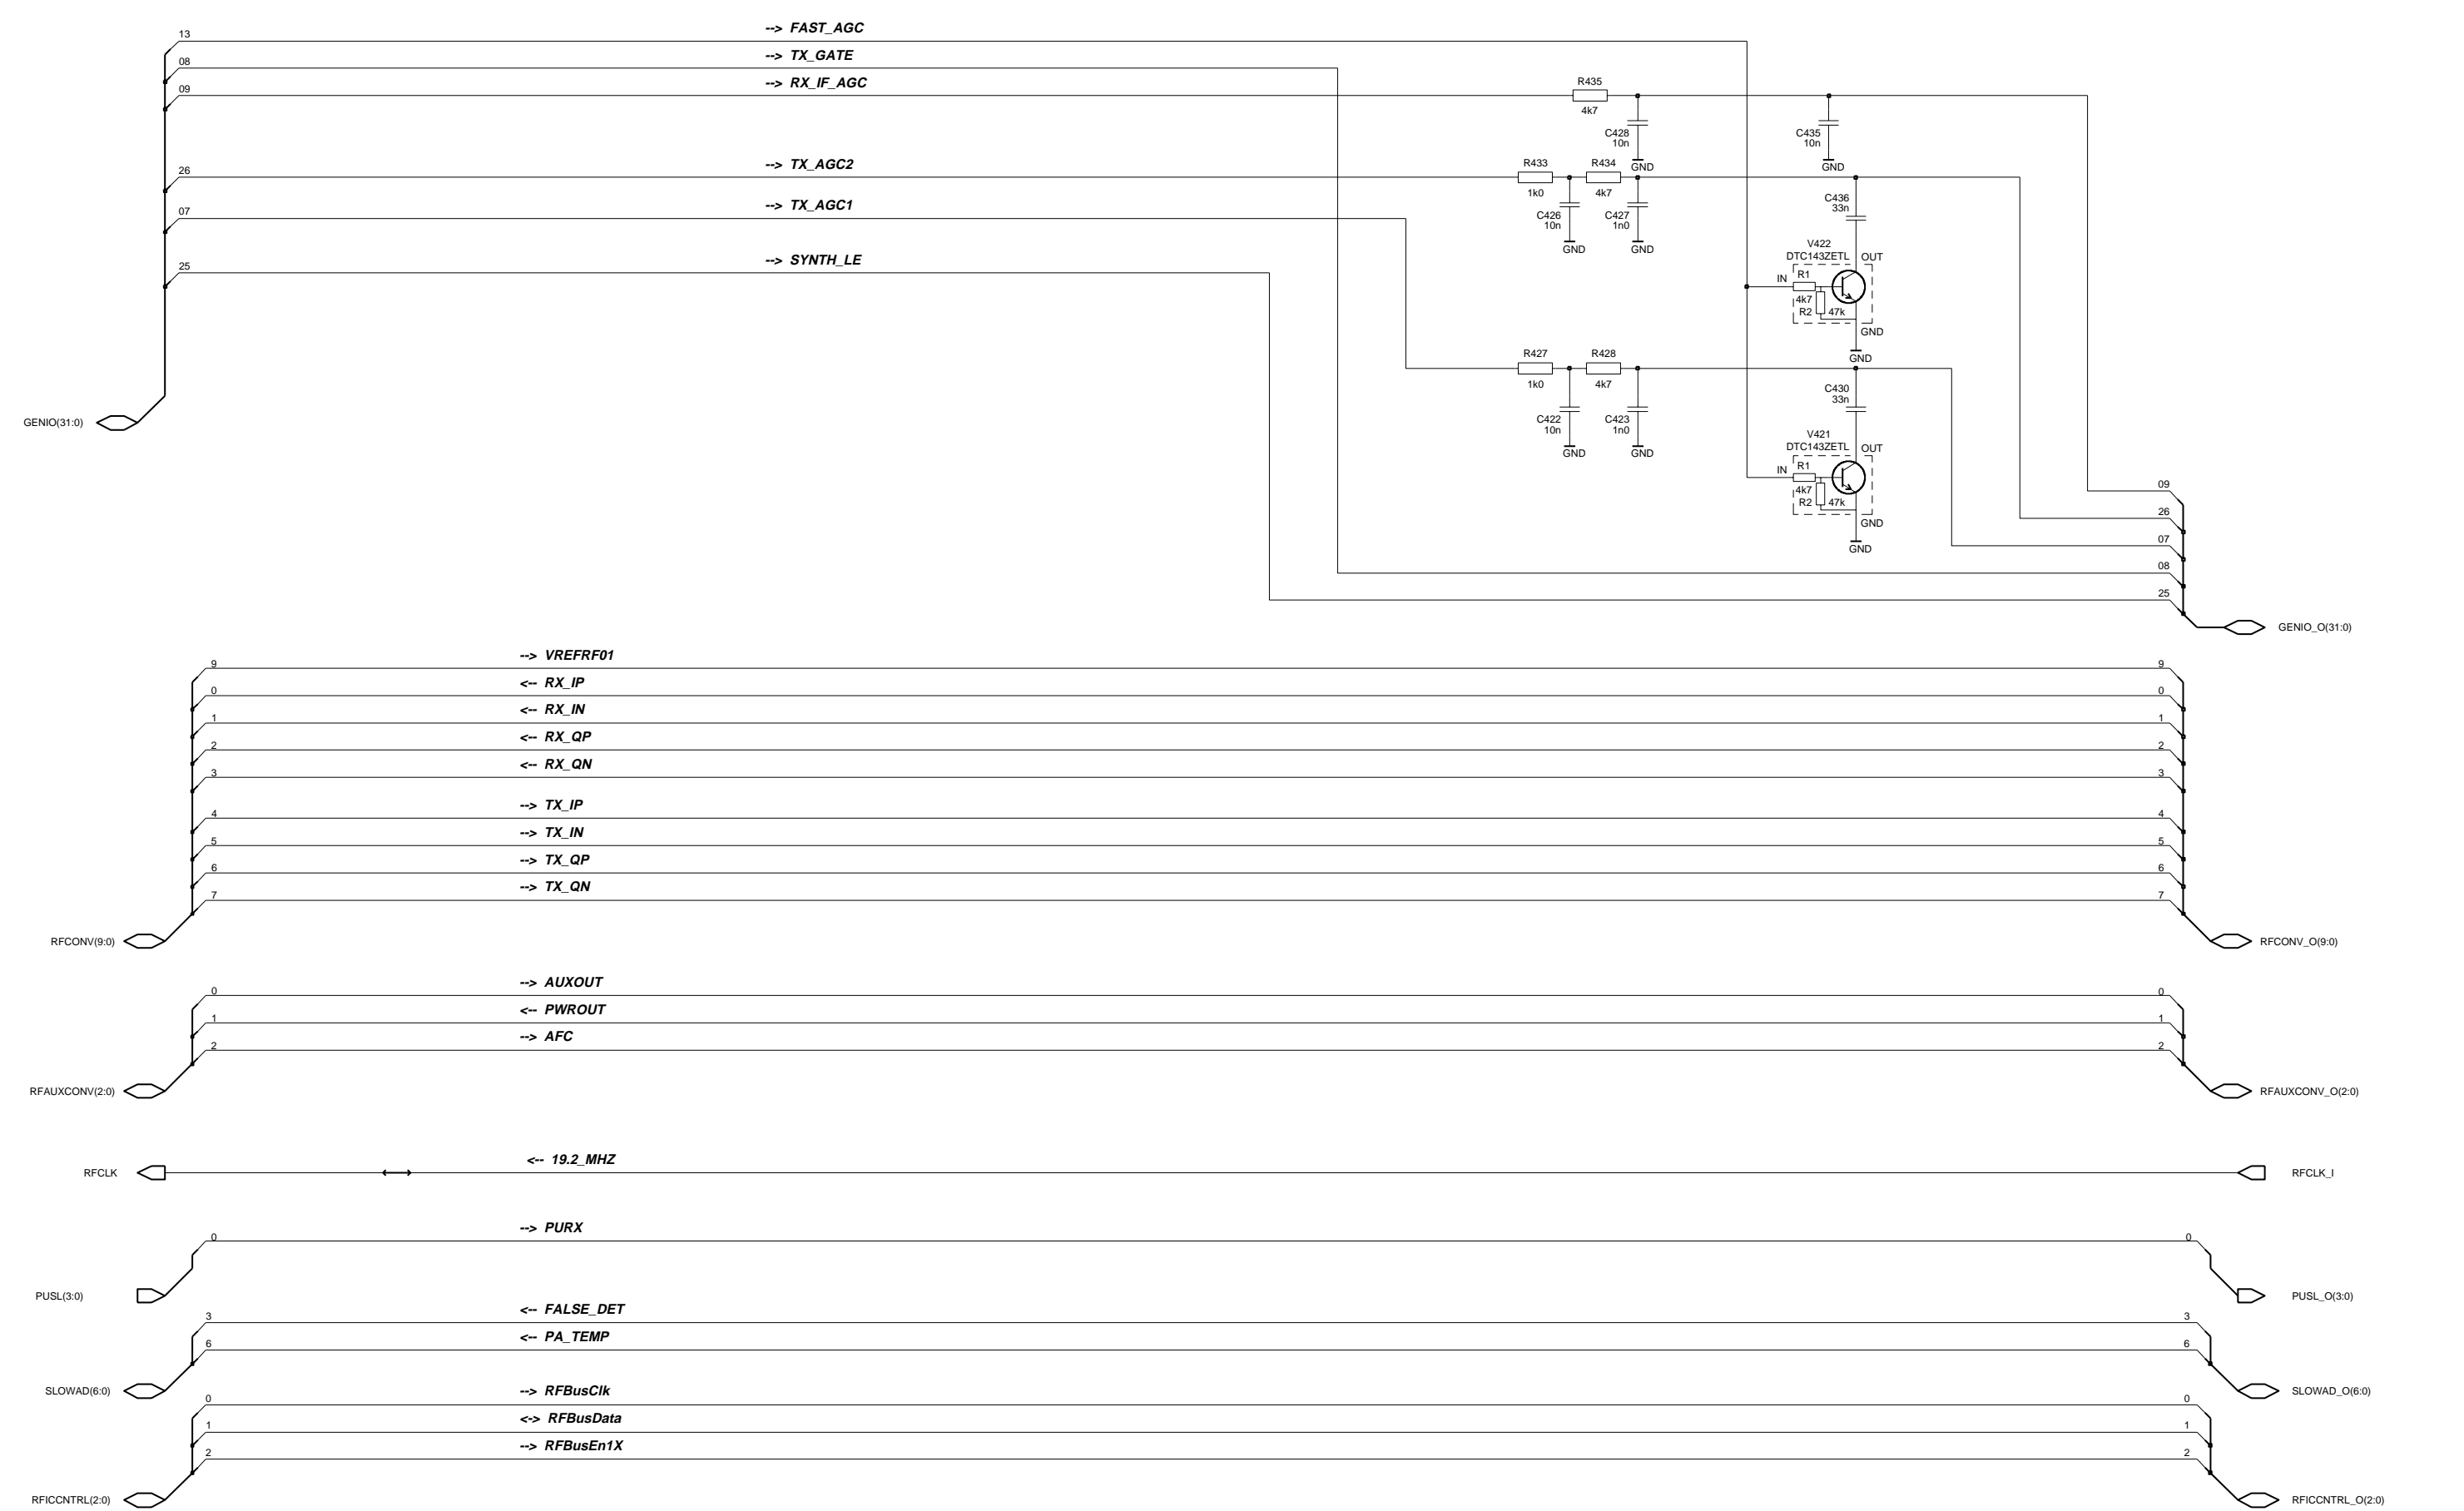 --> FAST_AGC
13
--> TX_GATE
08
--> RX_IF_AGC
09
R435
4k7
C428
10n
GND
C435
10n
GND
--> TX_AGC2
26
R433
1k0
R434
4k7
C426
10n
GND
C427
1n0
GND
C436
33n
--> TX_AGC1
07
V422
DTC143ZETL
OUT
IN
R1
4k7
R2
47k
GND
GND
--> SYNTH_LE
25
R427
1k0
R428
4k7
C422
10n
GND
C423
1n0
GND
C430
33n
V421
DTC143ZETL
OUT
IN
R1
4k7
R2
47k
GND
GND
GENIO(31:0)
09
26
07
08
25
GENIO_O(31:0)
--> VREFRF01
9
9
<-- RX_IP
0
0
<-- RX_IN
1
1
<-- RX_QP
2
2
<-- RX_QN
3
3
--> TX_IP
4
4
--> TX_IN
5
5
--> TX_QP
6
6
--> TX_QN
7
7
RFCONV(9:0)
RFCONV_O(9:0)
--> AUXOUT
0
0
<-- PWROUT
1
1
--> AFC
2
2
RFAUXCONV(2:0)
RFAUXCONV_O(2:0)
<-- 19.2_MHZ
RFCLK
RFCLK_I
--> PURX
0
0
PUSL(3:0)
PUSL_O(3:0)
<-- FALSE_DET
3
3
<-- PA_TEMP
6
6
SLOWAD(6:0)
SLOWAD_O(6:0)
--> RFBusClk
0
0
<-> RFBusData
1
1
--> RFBusEn1X
2
2
RFICCNTRL(2:0)
RFICCNTRL_O(2:0)